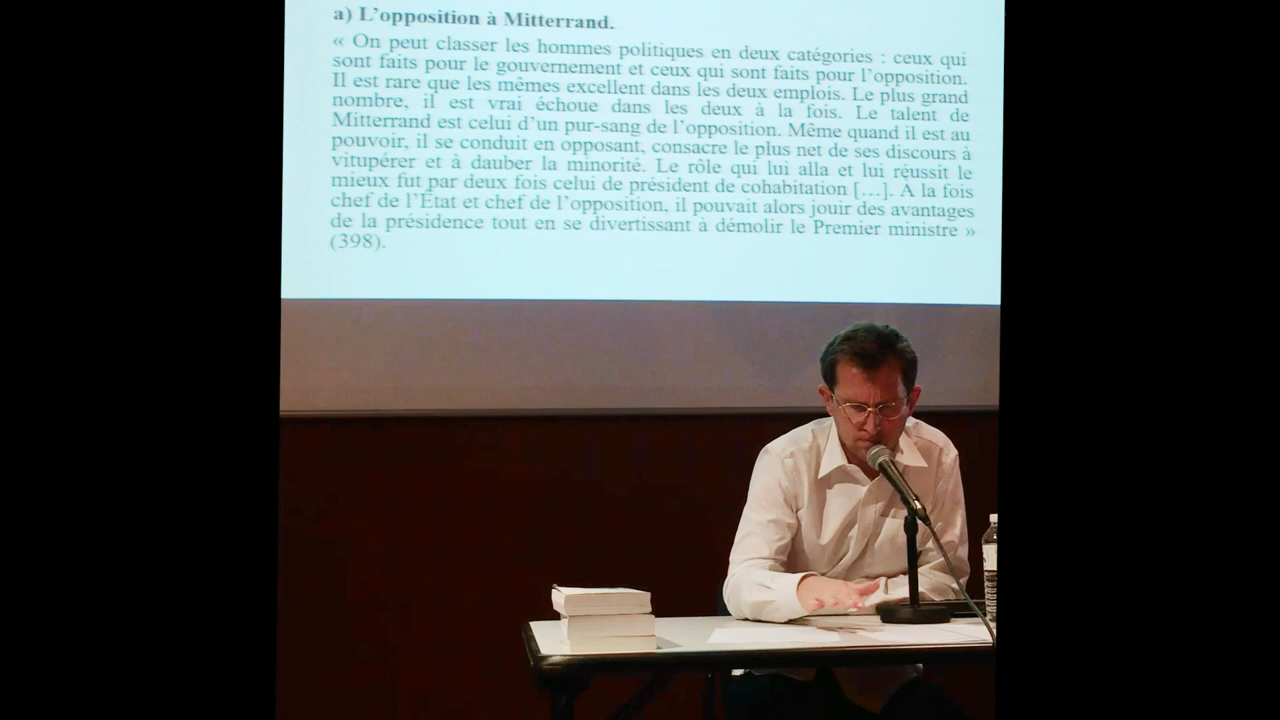 a) L'opposition à Mitterrand.
« On peut classer les hommes politiques en deux catégories : ceux qui
sont faits pour le gouvernement et ceux qui sont faits pour l'opposition.
Il est rare que les mêmes excellent dans les deux emplois. Le plus grand
nombre, il est vrai échoue dans les deux à la fois. Le talent de
Mitterrand est celui d'un pur-sang de l'opposition. Même quand il est au
pouvoir, il se conduit en opposant, consacre le plus net de ses discours à
vitupérer et à dauber la minorité. Le rôle qui lui alla et lui réussit le
mieux fut par deux fois celui de président de cohabitation […]. A la fois
chef de l'État et chef de l'opposition, il pouvait alors jouir des avantages
de la présidence tout en se divertissant à démolir le Premier ministre »
(398).